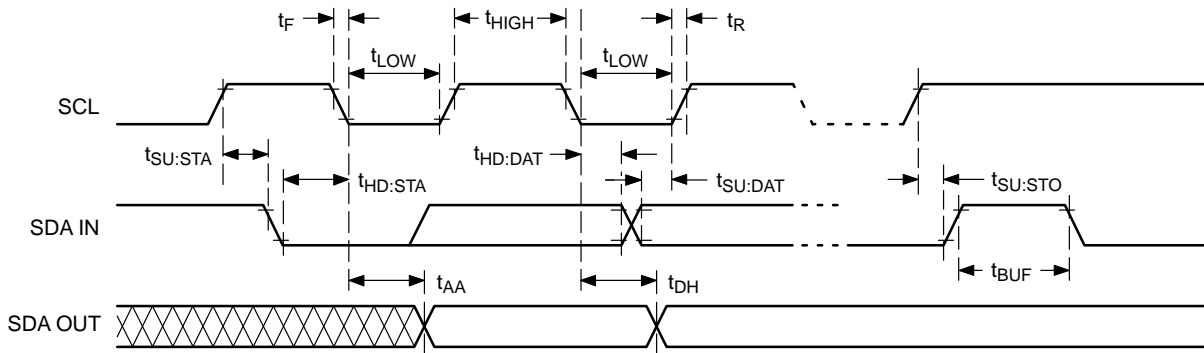 tF
tHIGH
tR
tLOW
tLOW
SCL
tSU:STA
tHD:DAT
tHD:STA
tSU:DAT
tSU:STO
SDA IN
tAA
tDH
tBUF
SDA OUT